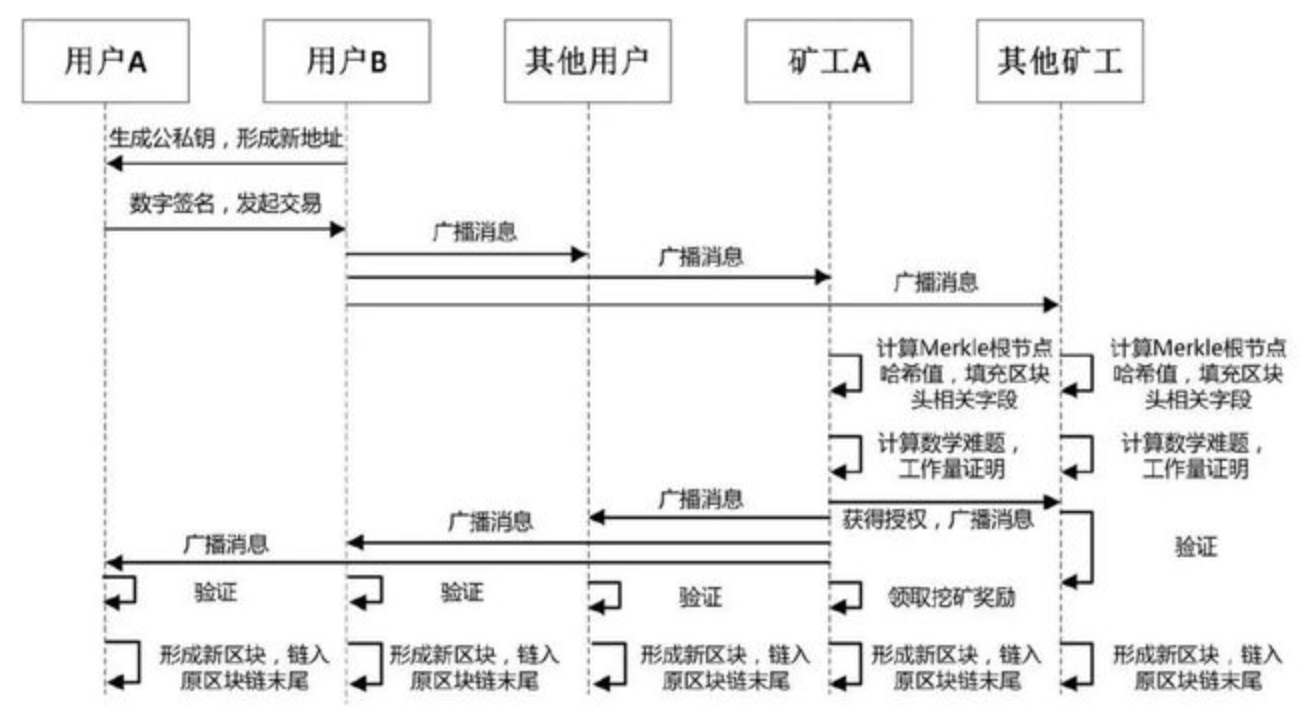 用户A
用户B
其他用户
矿工A
其他矿工
生成公私钥，形成新地址
数字签名，发起交易
广播消息
广播消息
广播消息
计算Merkle根节点
哈希值，填充区块
头相关字段
计算Merkle根节点
哈希值，填充区块
头相关字段
计算数学难题，
工作量证明
计算数学难题，
工作量证明
广播消息
获得授权，广播消息
广播消息
广播消息
验证
验证
验证
验证
领取挖矿奖励
形成新区块，链入
原区块链末尾
形成新区块，链入
原区块链末尾
形成新区块，链入
原区块链末尾
形成新区块，链入
原区块链末尾
形成新区块，链入
原区块链末尾